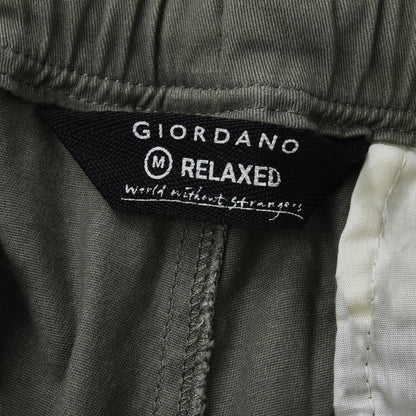 GIORDANO
M RELAXED
World without strangers